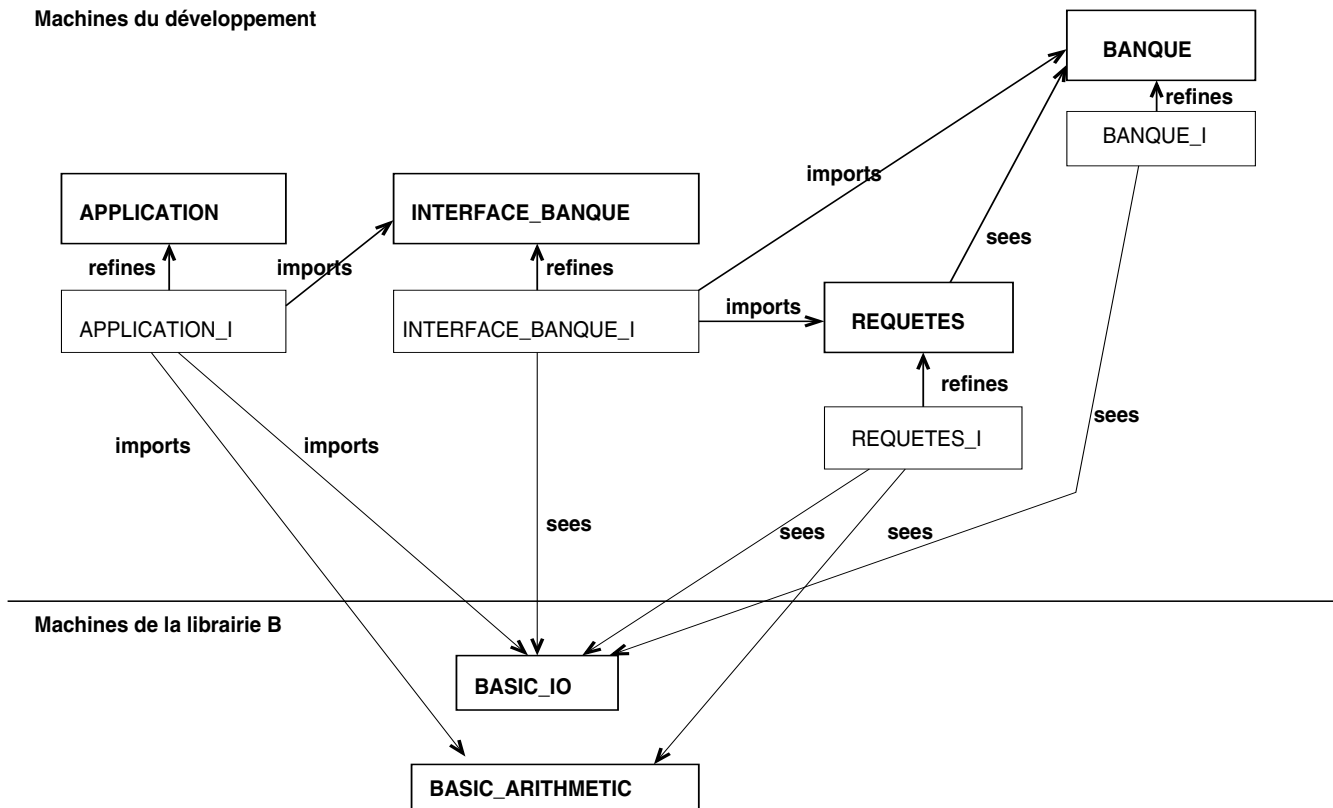 Machines du développement
BANQUE
refines
BANQUE_I
imports
APPLICATION
INTERFACE_BANQUE
sees
refines
imports
refines
imports
APPLICATION_I
INTERFACE_BANQUE_I
REQUETES
refines
sees
imports
imports
REQUETES_I
sees
sees
sees
Machines de la librairie B
BASIC_IO
BASIC_ARITHMETIC